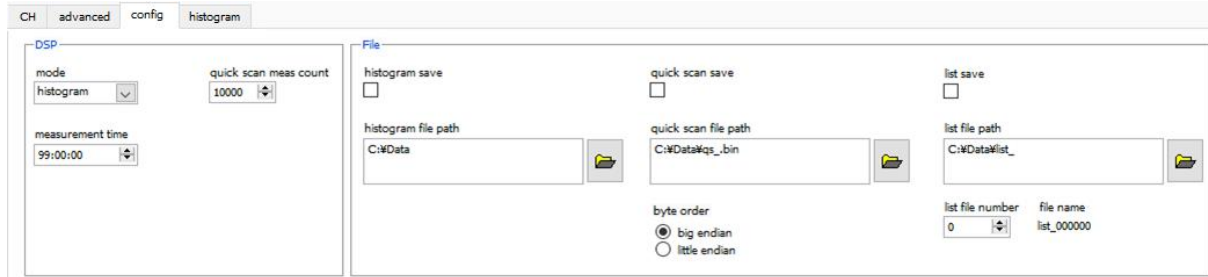 CH advanced config histogram
DSP
mode
histogram
quick scan meas count
10000
measurement time
99:00:00
File
histogram save
histogram file path
C:¥Data
quick scan save
quick scan file path
C:¥Data¥qs_.bin
byte order
big endian
little endian
list save
list file path
C:¥Data¥list_
list file number
0
file name
list_000000